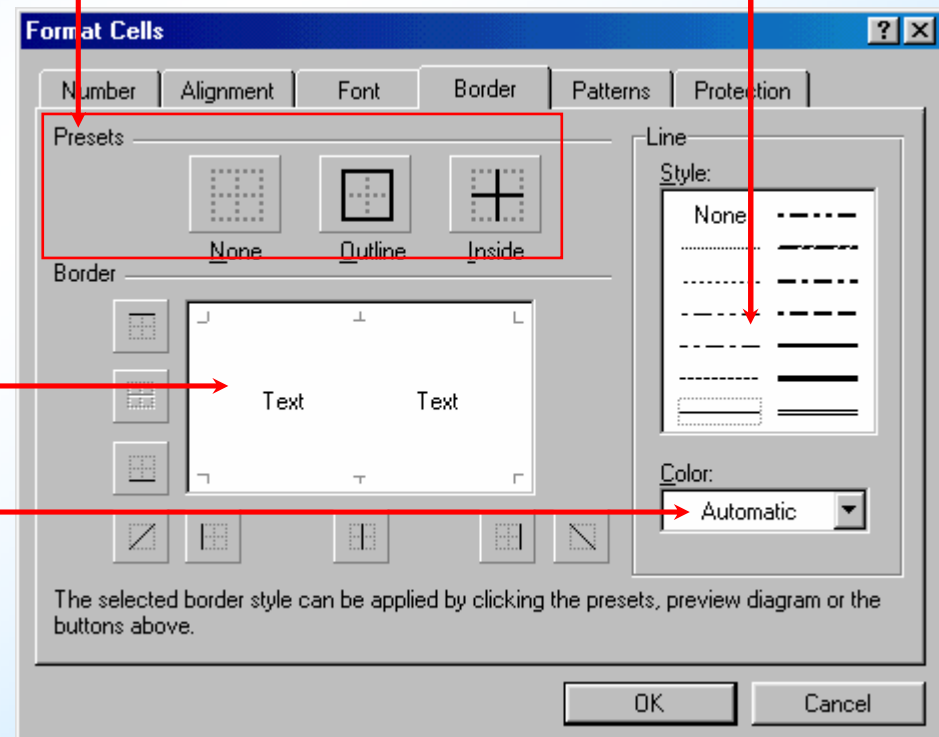 Format Cells
Number Alignment Font Border Patterns Protection
Presets
None Outline Inside
Border
Text Text
Line
Style:
None
Color:
Automatic
The selected border style can be applied by clicking the presets, preview diagram or the
buttons above.
OK Cancel